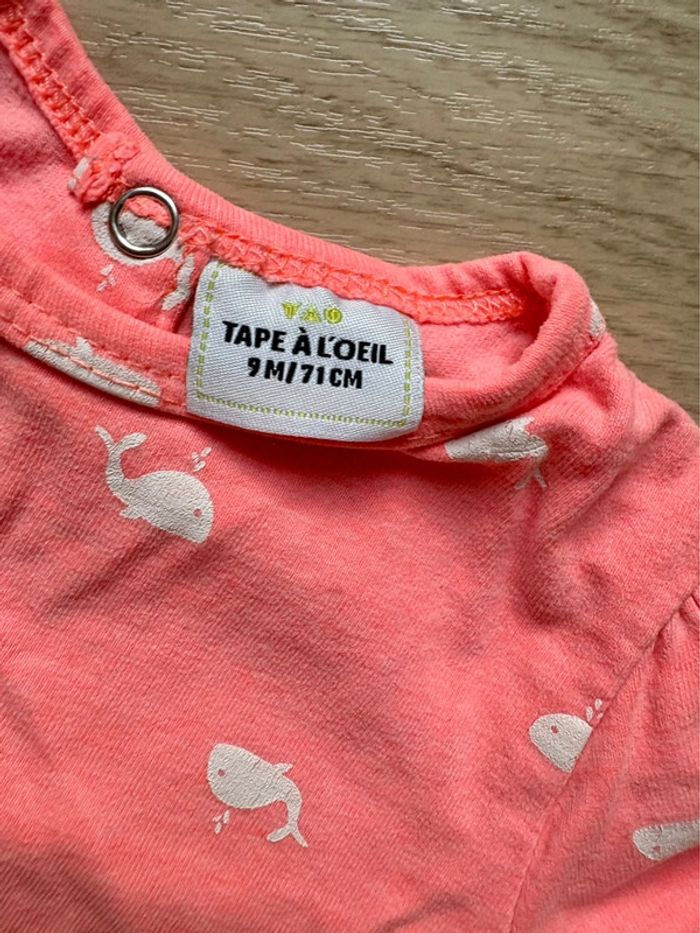 TAO
TAPE À L'OEIL
9 M/ 71 CM